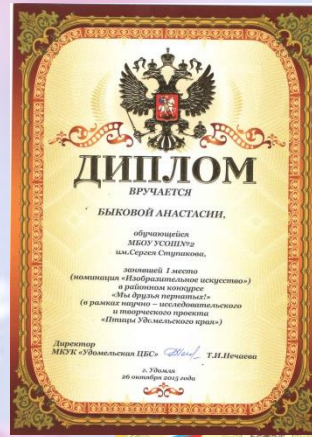 ДИПЛОМ
ВРУЧАЕТСЯ
БЫКОВОЙ АНАСТАСИИ,
обучающейся
МБОУ УСОШ№2
им.Сергея Ступакова,
занявшей I место
(номинация «Изобразительное искусство»)
в районном конкурсе
«Мы друзья пернатых!»
(в рамках научно – исследовательского
и творческого проекта
«Птицы Удомельского края»)
Директор
МКУК «Удомельская ЦБС» Т.И.Нечаева
г. Удомля
26 октября 2015 года